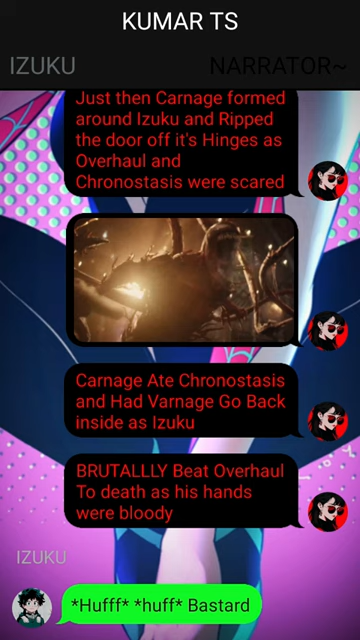 KUMAR TS
IZUKU NARRATOR~
Just then Carnage formed
around Izuku and Ripped
the door off it's Hinges as
Overhaul and
Chronostasis were scared
Carnage Ate Chronostasis
and Had Varnage Go Back
inside as Izuku
BRUTALLLY Beat Overhaul
To death as his hands
were bloody
IZUKU
*Hufff* *huff* Bastard